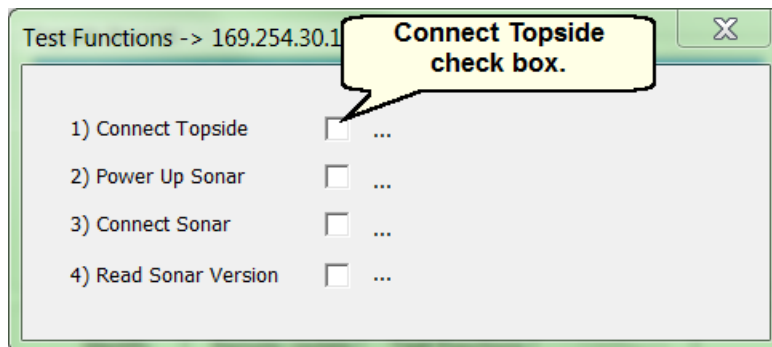 Test Functions -> 169.254.30.1
Connect Topside
check box.
1) Connect Topside ...
2) Power Up Sonar ...
3) Connect Sonar ...
4) Read Sonar Version ...